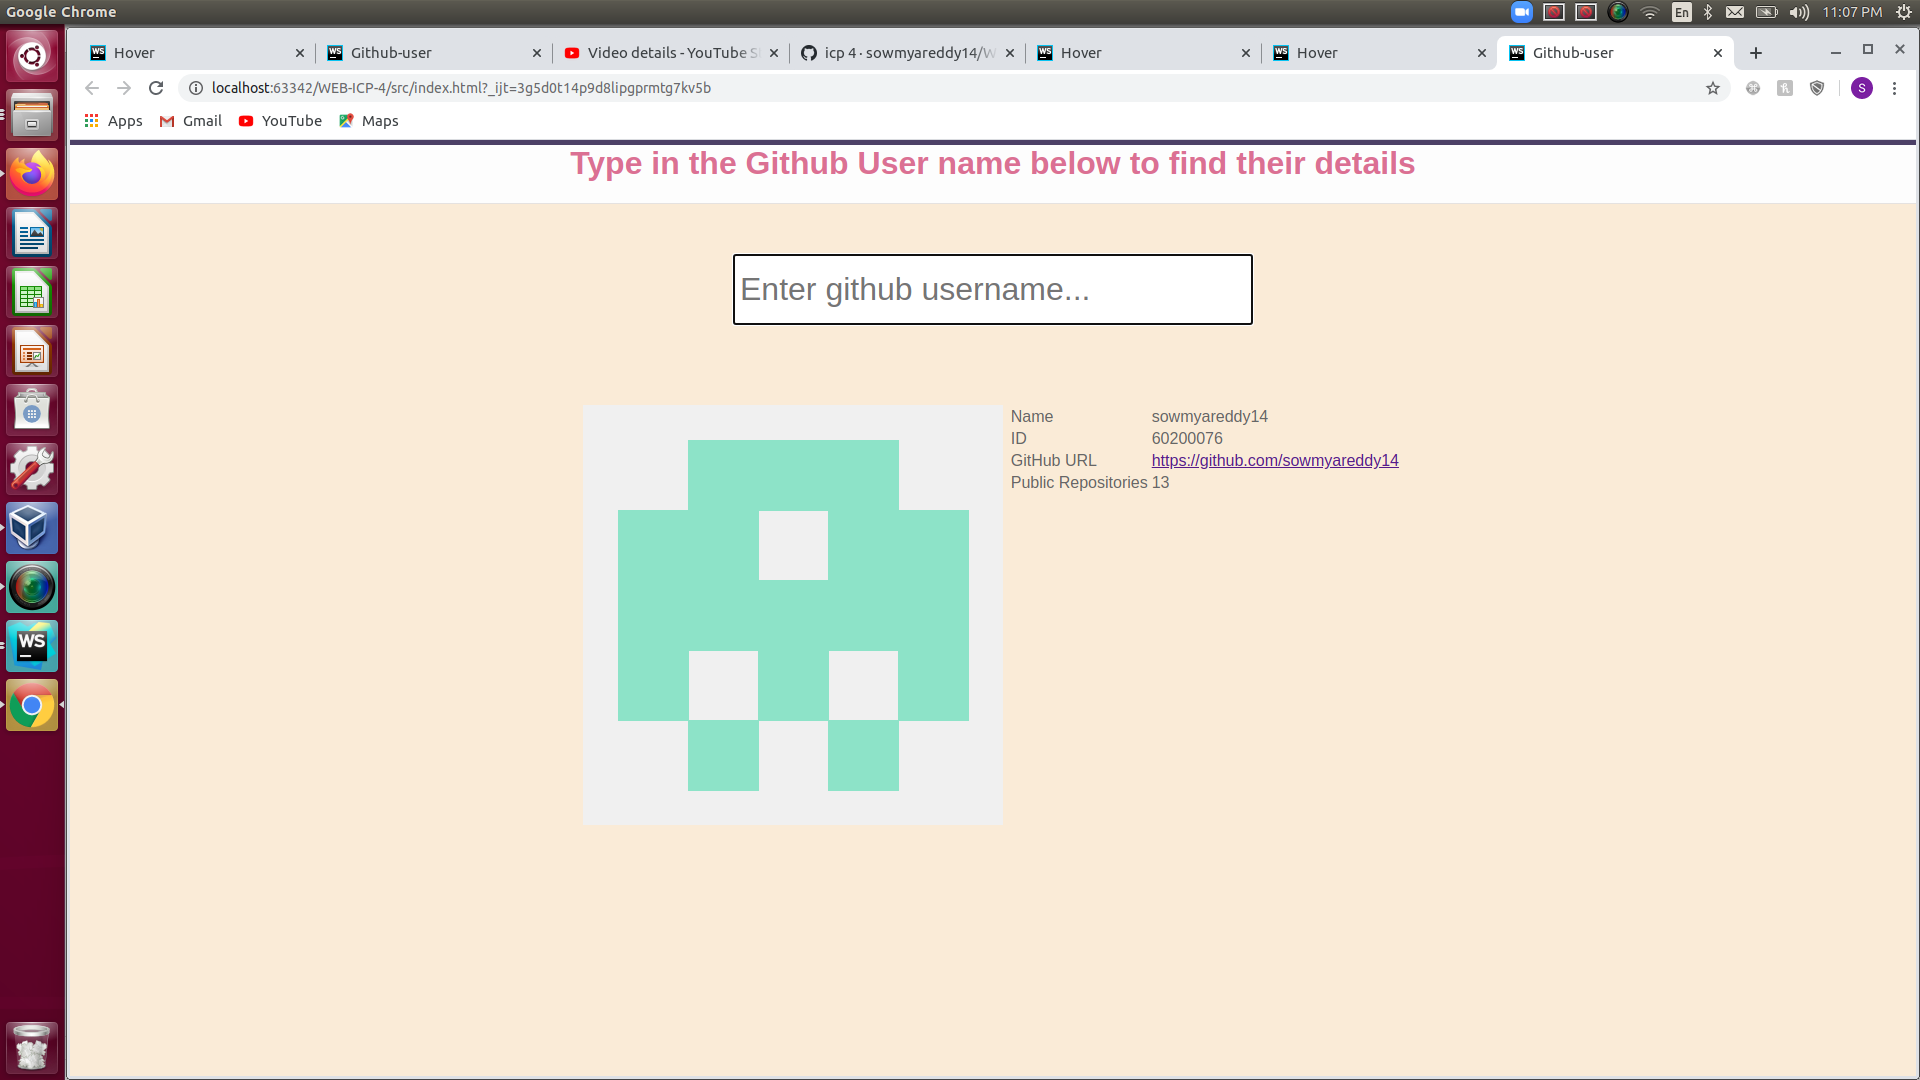 Google Chrome
En
11:07 PM
Hover
Github-user
Video details - YouTube S
icp 4 · sowmyareddy14/W
Hover
Hover
Github-user
localhost:63342/WEB-ICP-4/src/index.html?_ijt=3g5d0t14p9d8lipgprmtg7kv5b
S
Apps
Gmail
YouTube
Maps
Type in the Github User name below to find their details
Enter github username...
Name sowmyareddy14
ID 60200076
GitHub URL https://github.com/sowmyareddy14
Public Repositories 13
WS